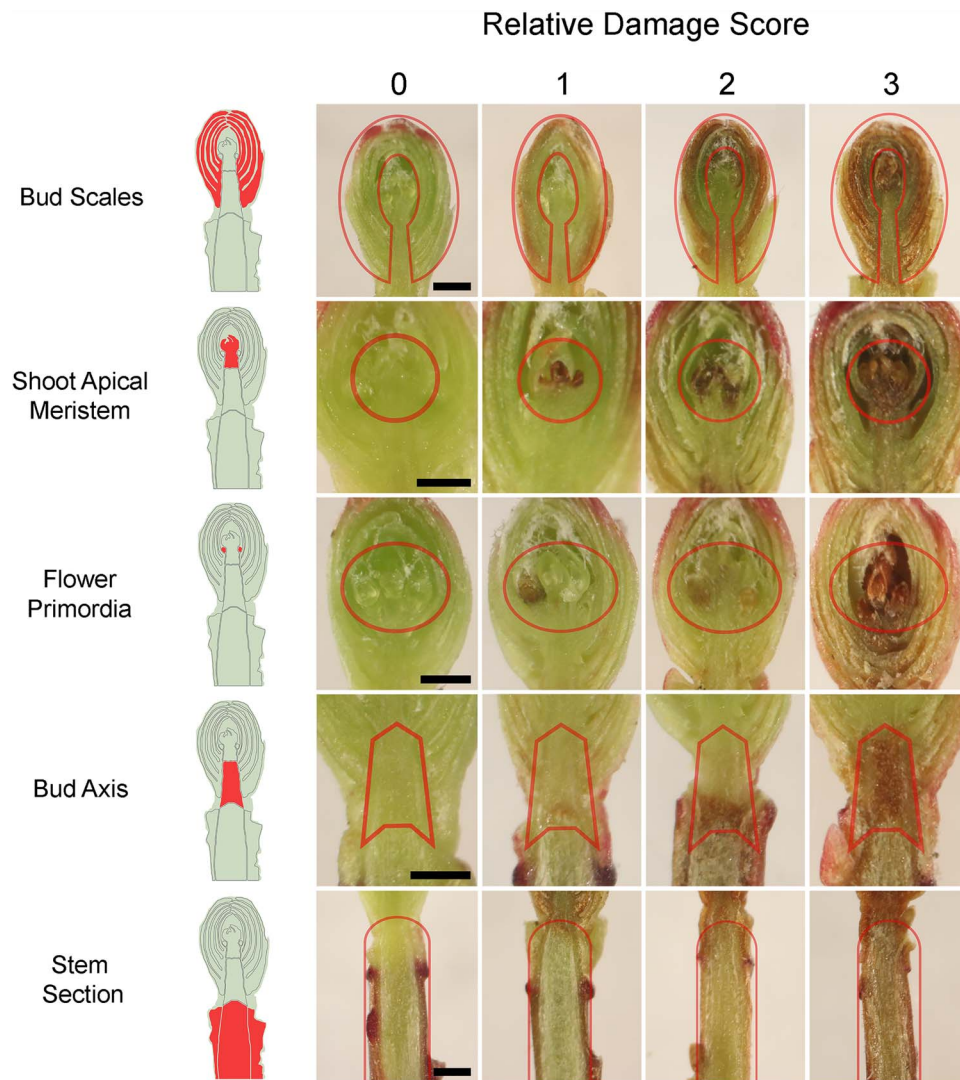 Relative Damage Score
0 1 2 3
Bud Scales
Shoot Apical
Meristem
Flower
Primordia
Bud Axis
Stem
Section